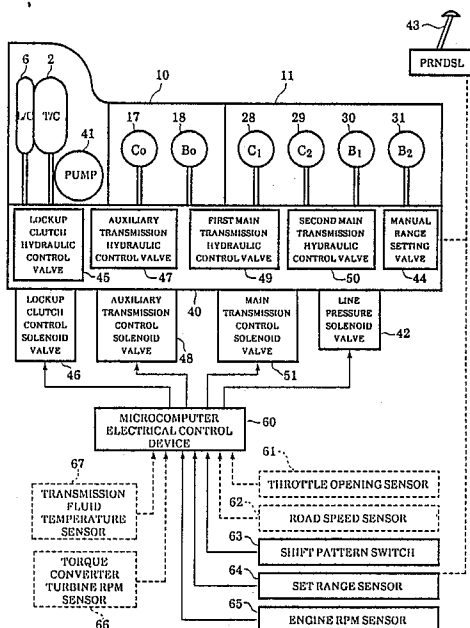 43
PRNDSL
10
11
6
2
L/C
T/C
41
PUMP
17
18
28
29
30
31
Co
Bo
C1
C2
B1
B2
LOCKUP
CLUTCH
HYDRAULIC
CONTROL
VALVE
AUXILIARY
TRANSMISSION
HYDRAULIC
CONTROL VALVE
FIRST MAIN
TRANSMISSION
HYDRAULIC
CONTROL VALVE
SECOND MAIN
TRANSMISSION
HYDRAULIC
CONTROL VALVE
MANUAL
RANGE
SETTING
VALVE
45
47
49
50
44
40
LOCKUP
CLUTCH
CONTROL
SOLENOID
VALVE
AUXILIARY
TRANSMISSION
CONTROL
SOLENOID
VALVE
MAIN
TRANSMISSION
CONTROL
SOLENOID
VALVE
LINE
PRESSURE
SOLENOID
VALVE
42
46
48
51
MICROCOMPUTER
ELECTRICAL CONTROL
DEVICE
60
67
TRANSMISSION
FLUID
TEMPERATURE
SENSOR
TORQUE
CONVERTER
TURBINE RPM
SENSOR
66
61
THROTTLE OPENING SENSOR
62
ROAD SPEED SENSOR
63
SHIFT PATTERN SWITCH
64
SET RANGE SENSOR
65
ENGINE RPM SENSOR